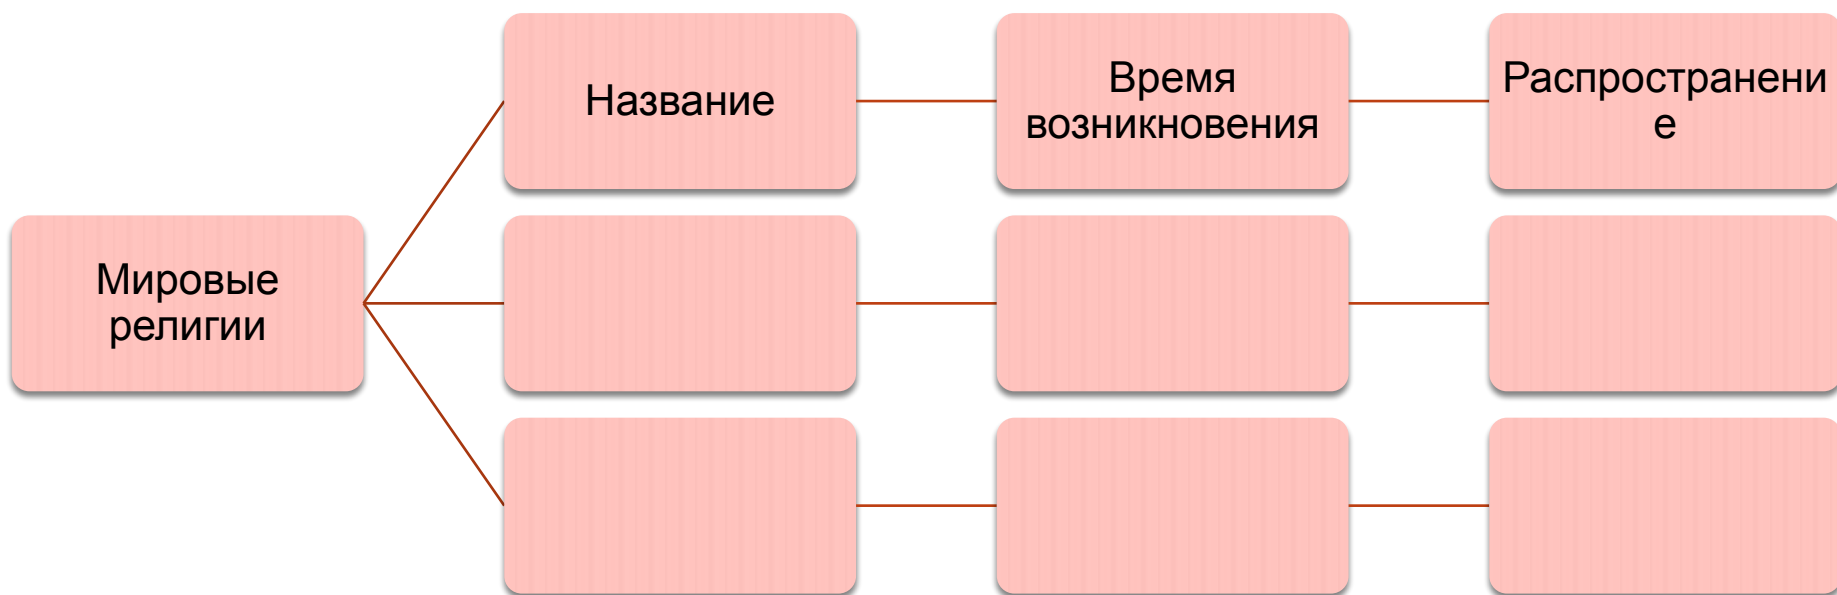 Название
Время
возникновения
Распространени
е
Мировые
религии